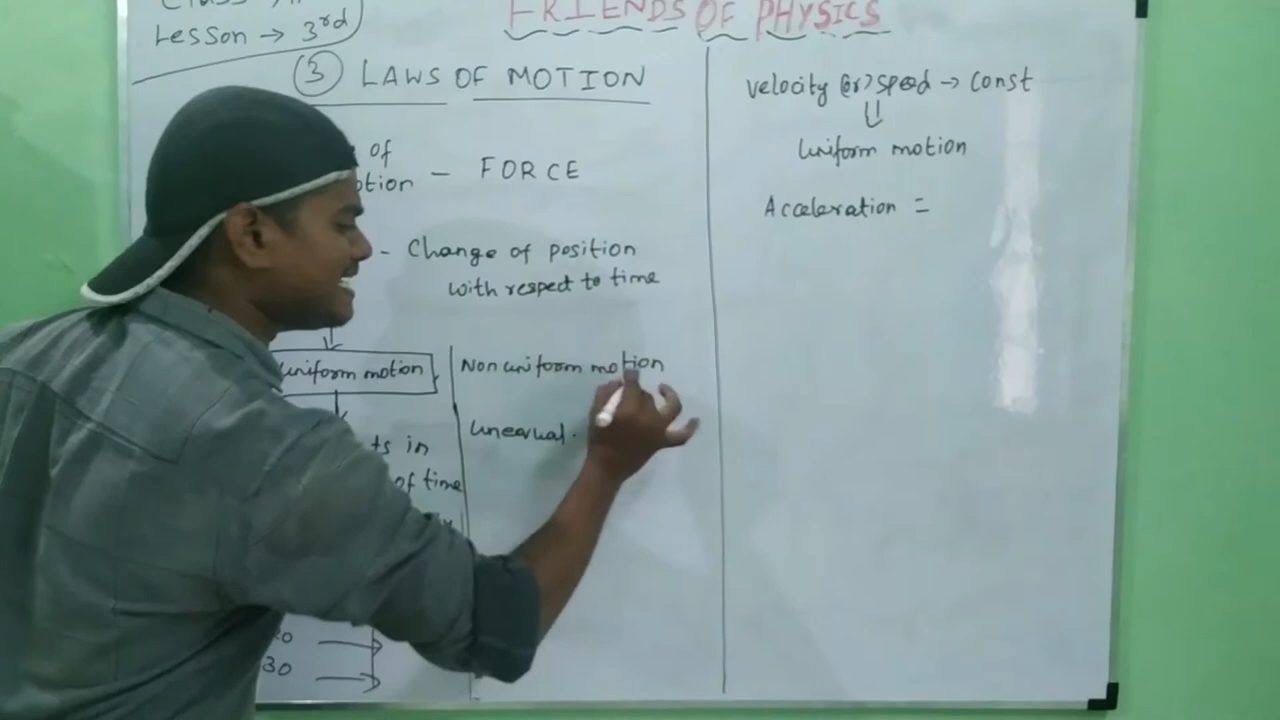 FRIENDS OF PHYSICS
Lesson → 3rd
③ LAWS OF MOTION
of
otion - FORCE
- Change of position
with respect to time
uniform motion
Non uniform motion
ts in
of time
Unequal.
30
velocity (or) speed → const
⇓
Uniform motion
Acceleration =